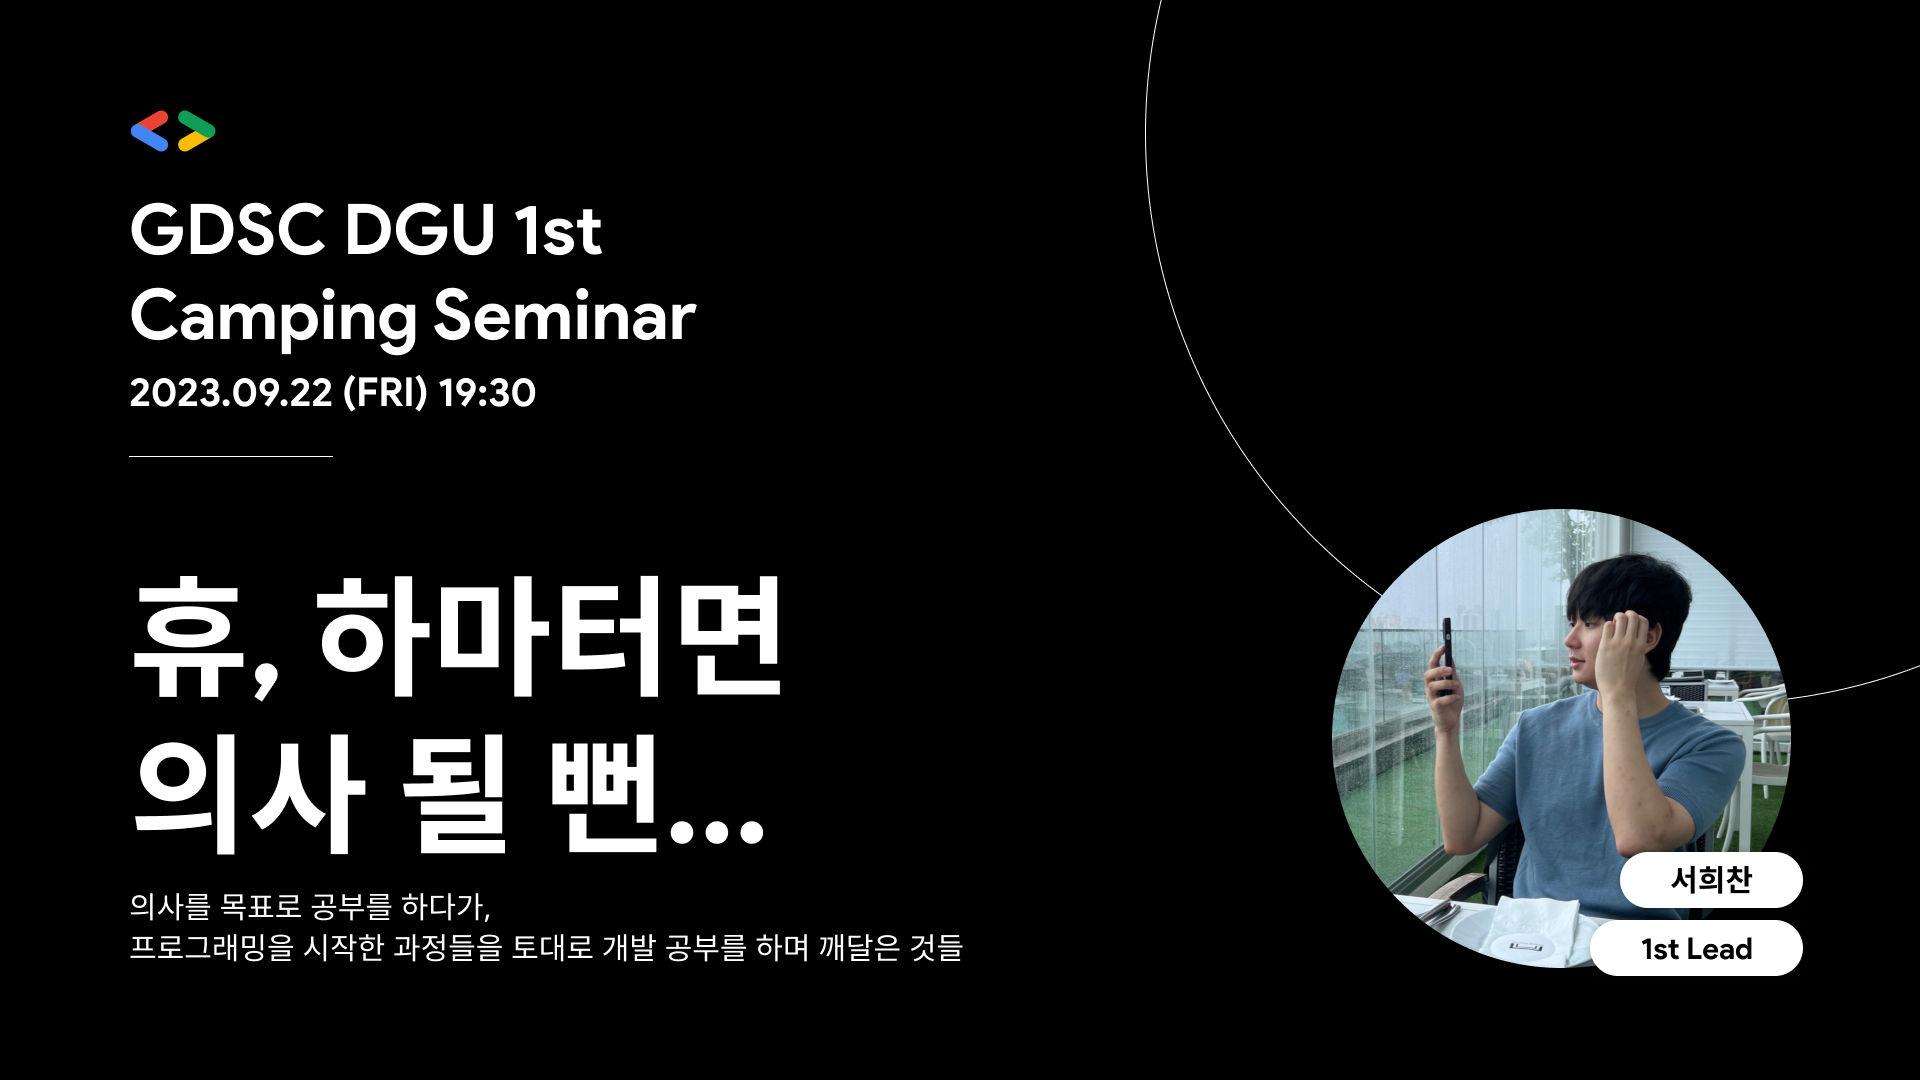 GDSC DGU 1st
Camping Seminar
2023.09.22 (FRI) 19:30
휴, 하마터면
의사 될 뻔...
의사를 목표로 공부를 하다가,
프로그래밍을 시작한 과정들을 토대로 개발 공부를 하며 깨달은 것들
서희찬
1st Lead